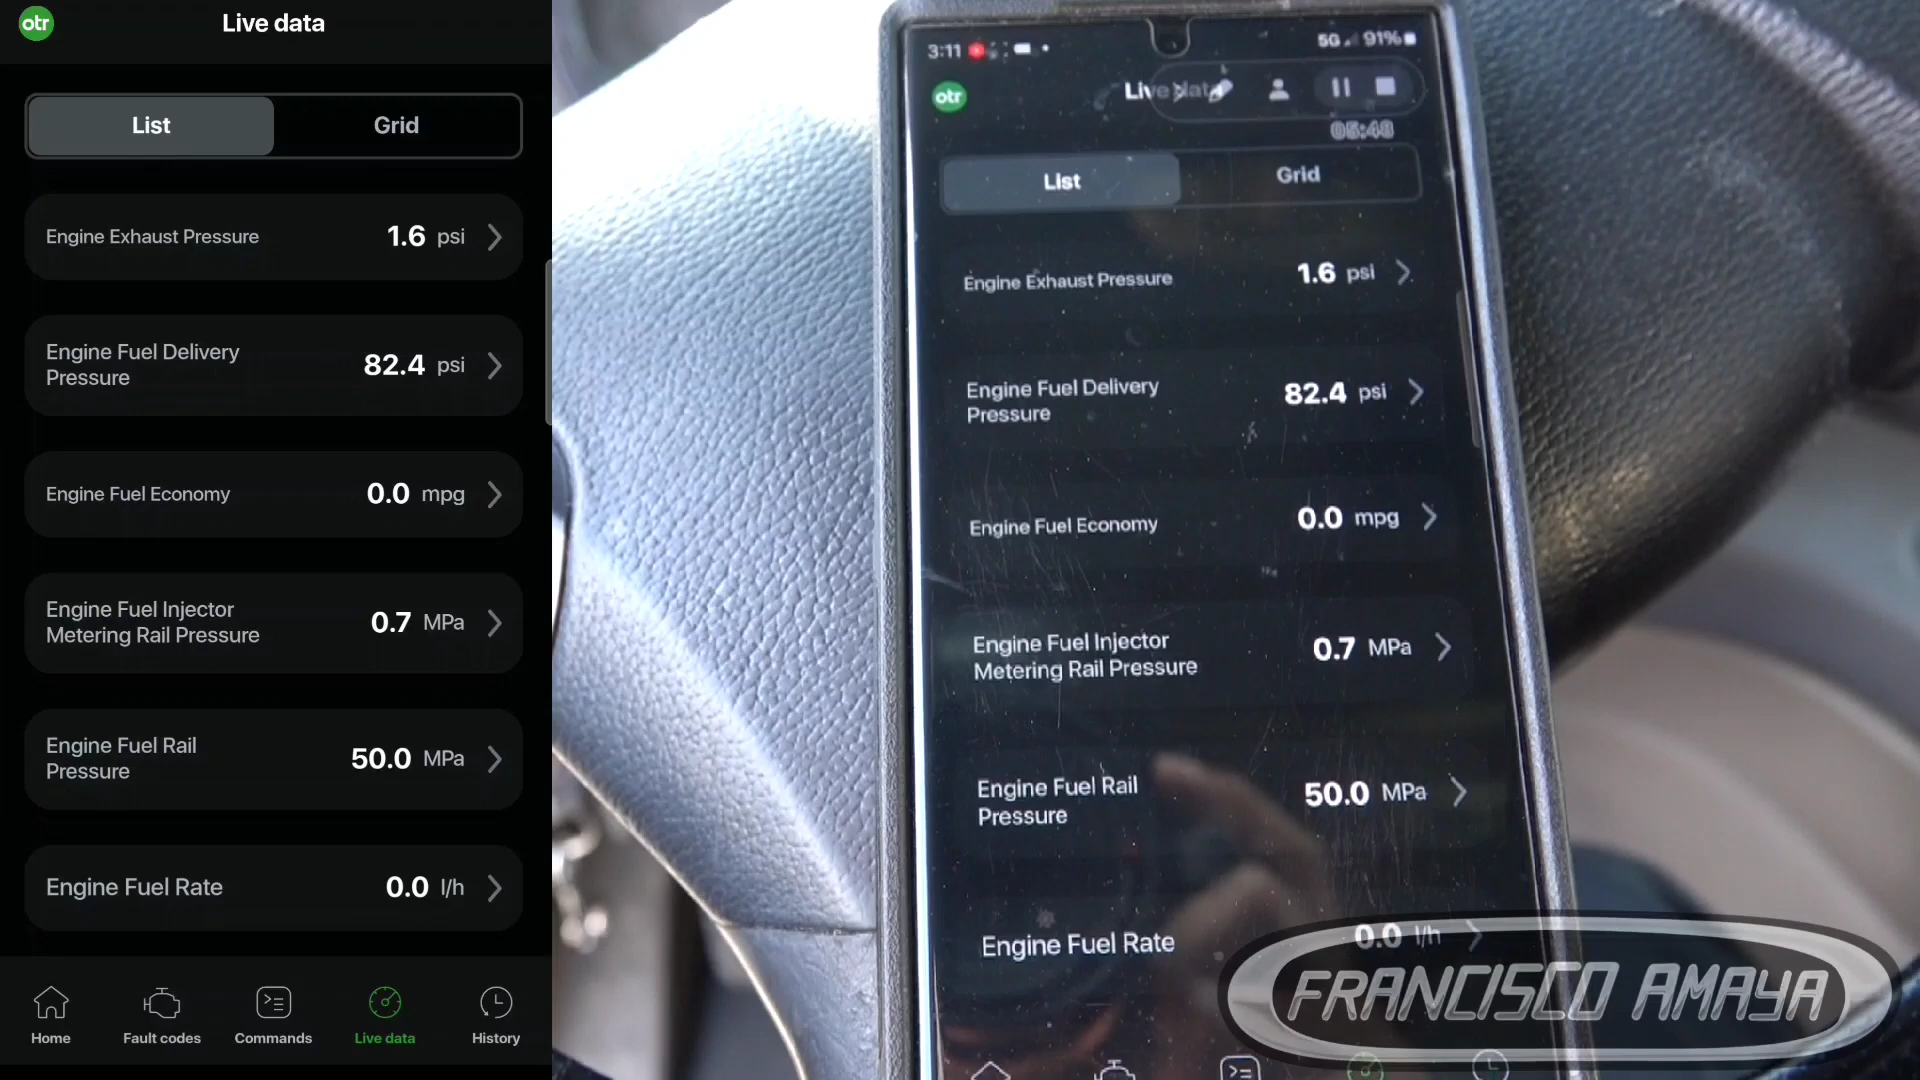 otr
Live data
List
Grid
Engine Exhaust Pressure
1.6 psi
Engine Fuel Delivery
Pressure
82.4 psi
Engine Fuel Economy
0.0 mpg
Engine Fuel Injector
Metering Rail Pressure
0.7 MPa
Engine Fuel Rail
Pressure
50.0 MPa
Engine Fuel Rate
0.0 l/h
Home
Fault codes
Commands
Live data
History
3:11
5G
91%
otr
Live data
05:48
List
Grid
Engine Exhaust Pressure
1.6 psi
Engine Fuel Delivery
Pressure
82.4 psi
Engine Fuel Economy
0.0 mpg
Engine Fuel Injector
Metering Rail Pressure
0.7 MPa
Engine Fuel Rail
Pressure
50.0 MPa
Engine Fuel Rate
0.0 l/h
FRANCISCO AMAYA